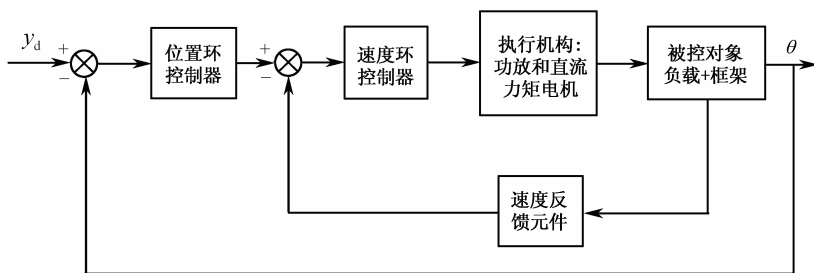 y_d
+
−
位置环
控制器
+
−
速度环
控制器
执行机构：
功放和直流
力矩电机
被控对象
负载+框架
θ
速度反
馈元件